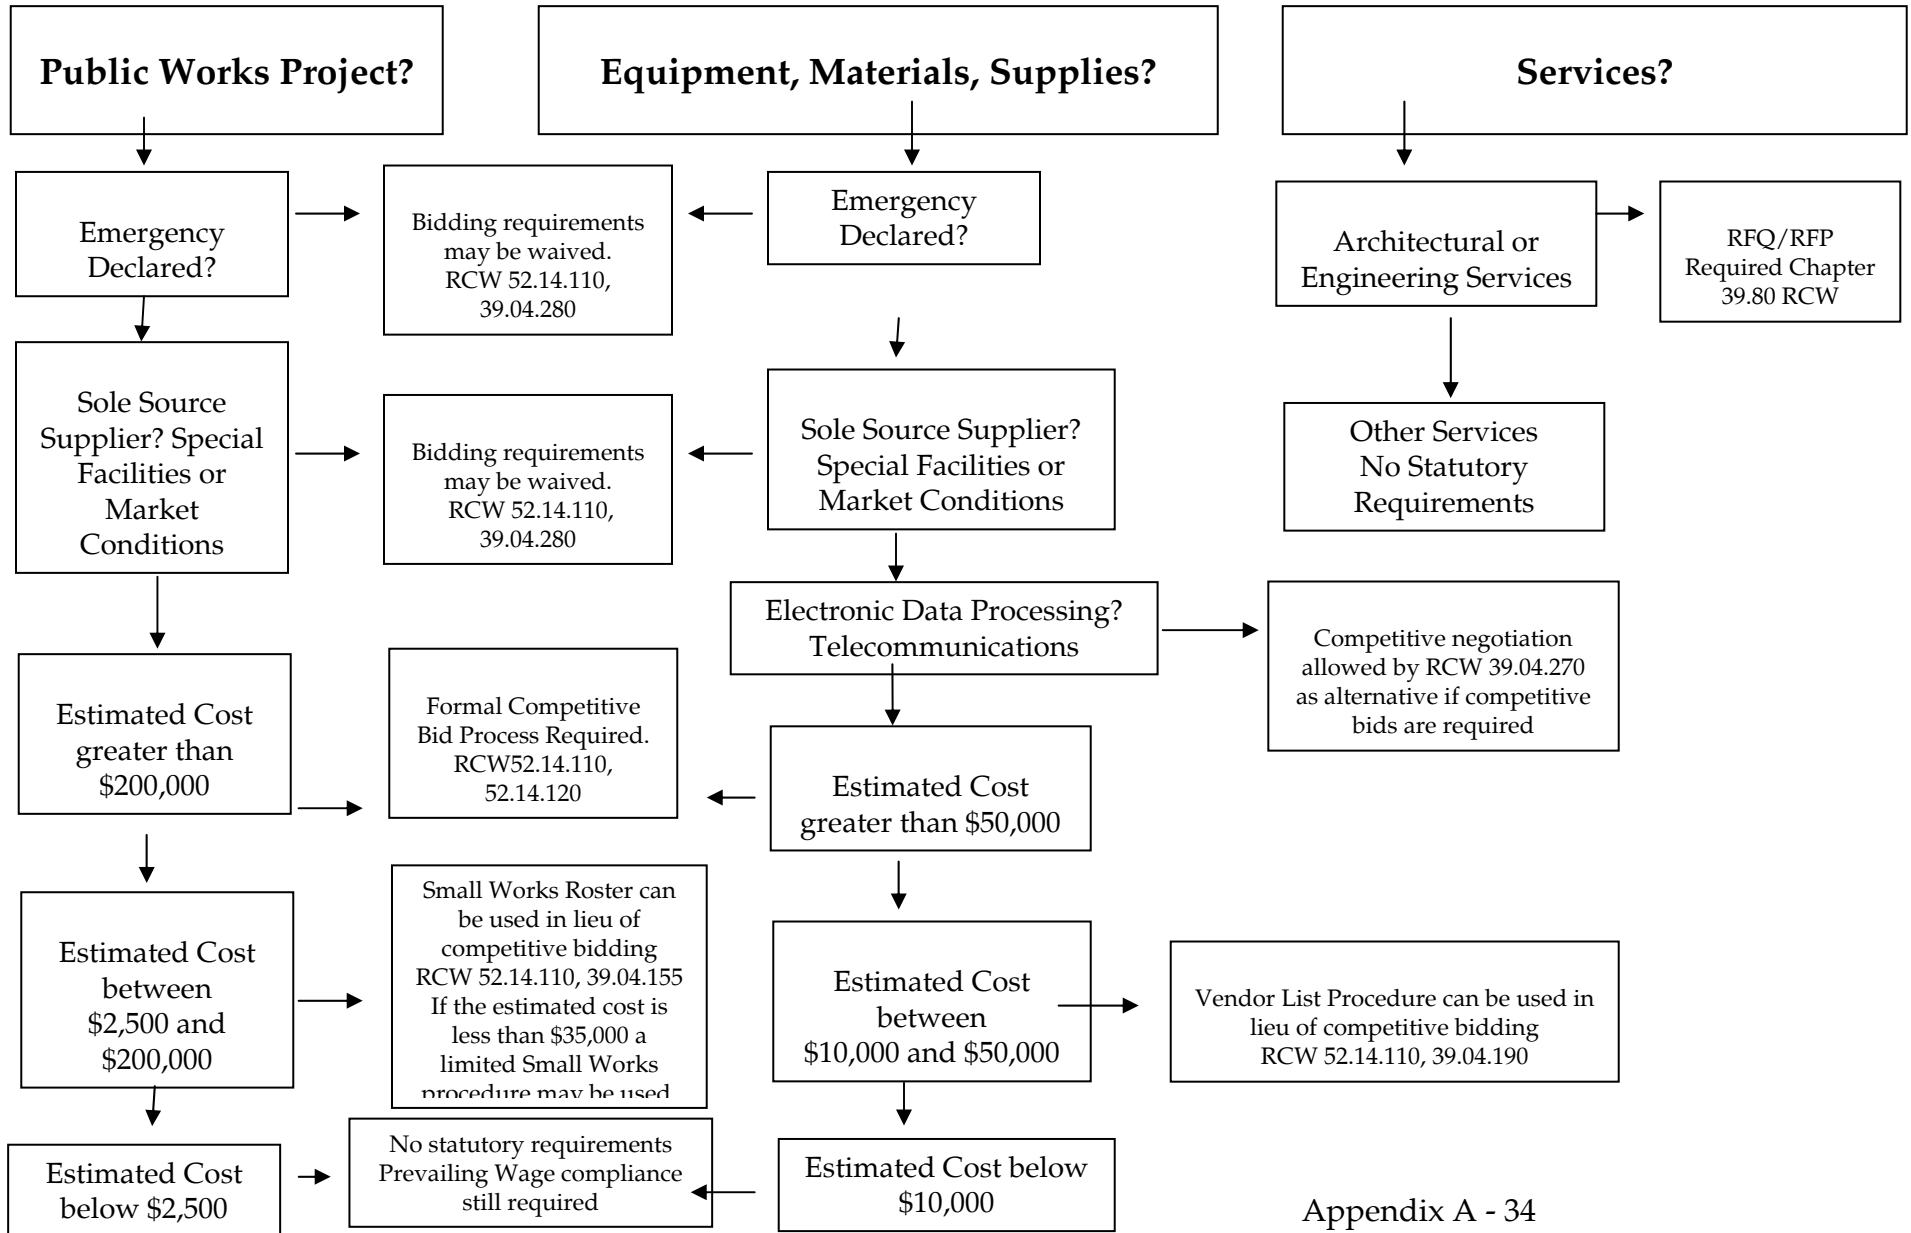 Public Works Project?
Equipment, Materials, Supplies?
Services?
Emergency
Declared?
Bidding requirements
may be waived.
RCW 52.14.110,
39.04.280
Emergency
Declared?
Architectural or
Engineering Services
RFQ/RFP
Required Chapter
39.80 RCW
Sole Source
Supplier? Special
Facilities or
Market
Conditions
Bidding requirements
may be waived.
RCW 52.14.110,
39.04.280
Sole Source Supplier?
Special Facilities or
Market Conditions
Other Services
No Statutory
Requirements
Electronic Data Processing?
Telecommunications
Competitive negotiation
allowed by RCW 39.04.270
as alternative if competitive
bids are required
Estimated Cost
greater than
$200,000
Formal Competitive
Bid Process Required.
RCW52.14.110,
52.14.120
Estimated Cost
greater than $50,000
Estimated Cost
between
$2,500 and
$200,000
Small Works Roster can
be used in lieu of
competitive bidding
RCW 52.14.110, 39.04.155
If the estimated cost is
less than $35,000 a
limited Small Works
procedure may be used
Estimated Cost
between
$10,000 and $50,000
Vendor List Procedure can be used in
lieu of competitive bidding
RCW 52.14.110, 39.04.190
Estimated Cost
below $2,500
No statutory requirements
Prevailing Wage compliance
still required
Estimated Cost below
$10,000
Appendix A - 34